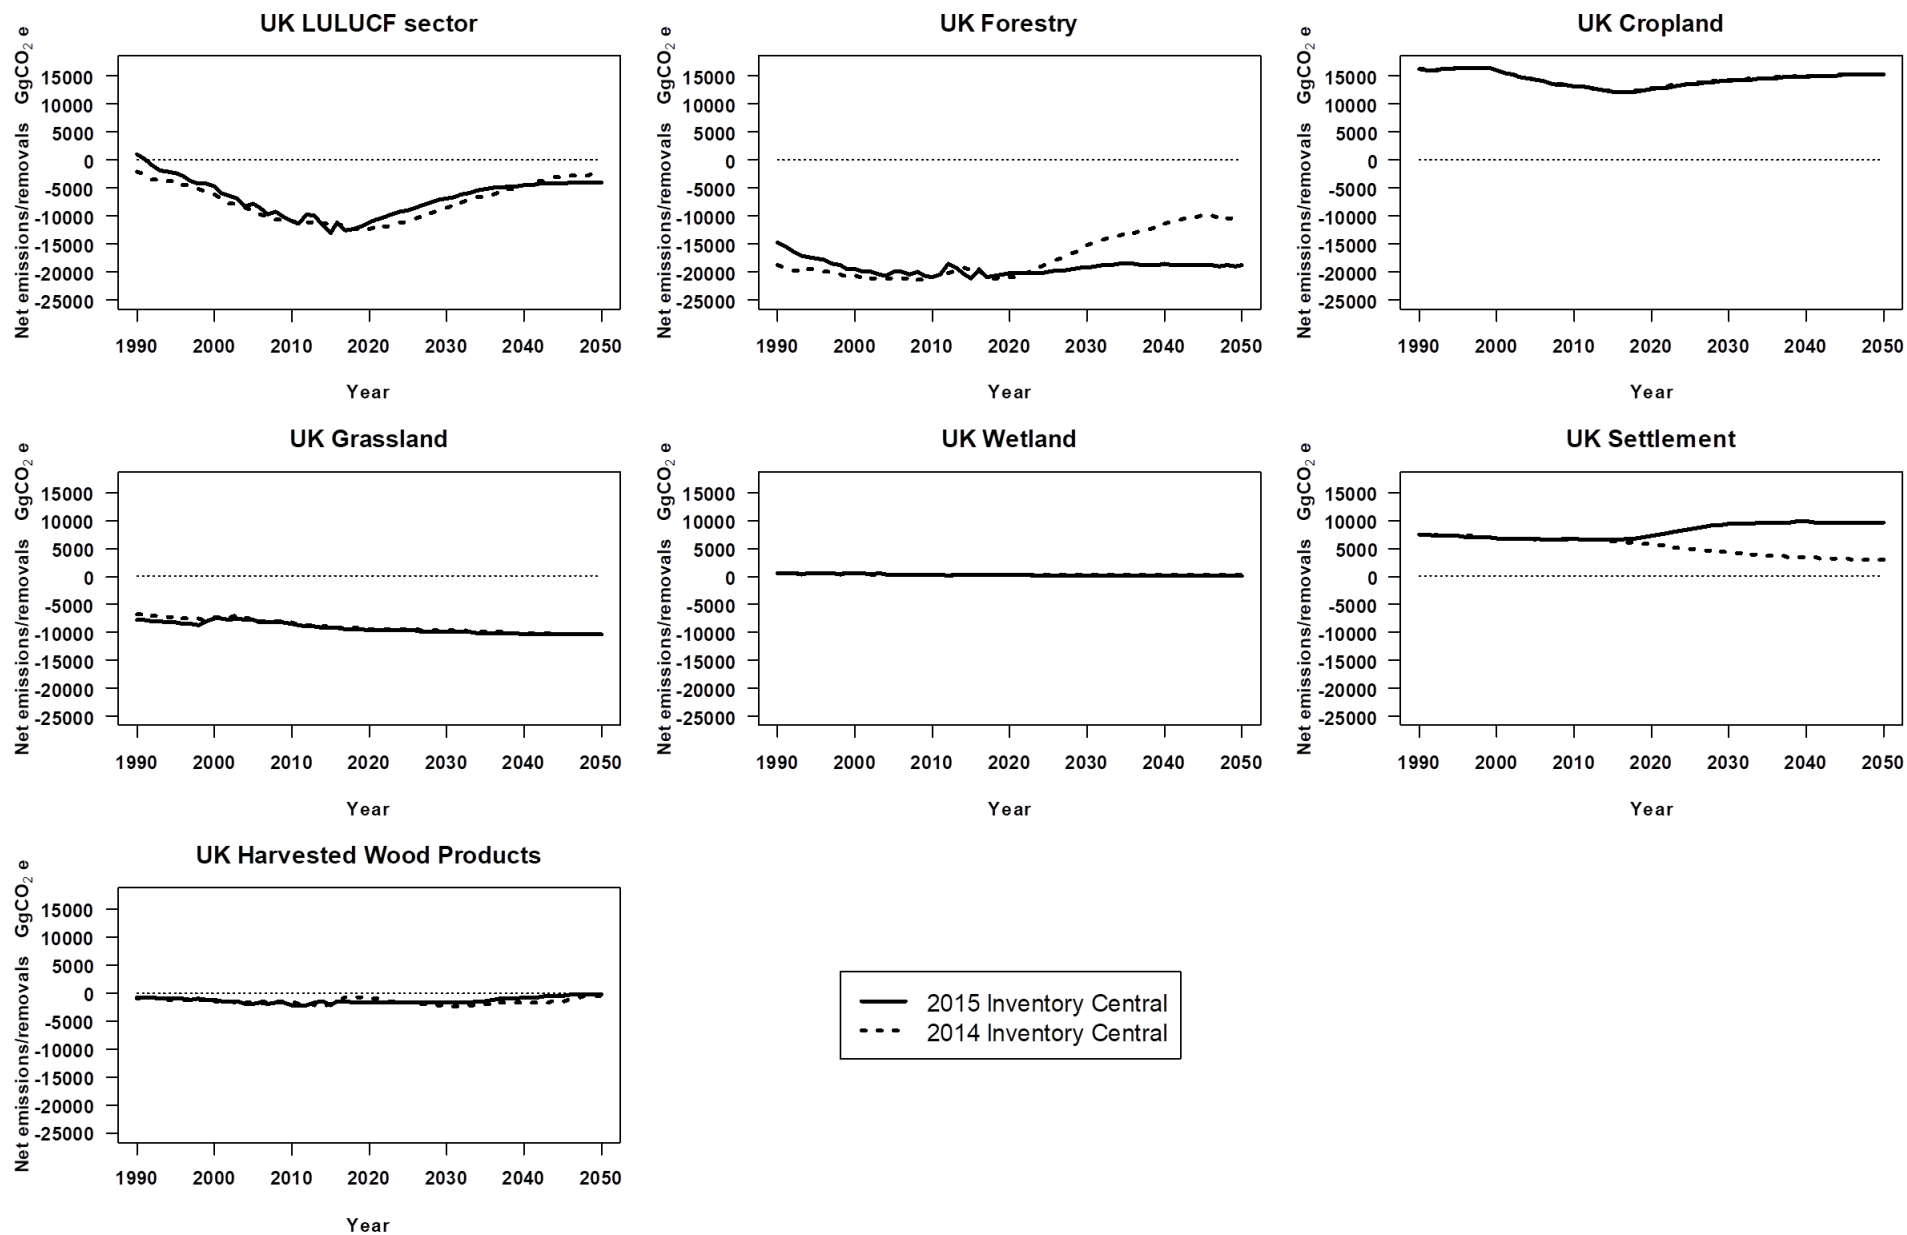 UK LULUCF sector
Net emissions/removals GgCO2 e
15000
10000
5000
0
-5000
-10000
-15000
-20000
-25000
1990 2000 2010 2020 2030 2040 2050
Year
UK Forestry
Net emissions/removals GgCO2 e
15000
10000
5000
0
-5000
-10000
-15000
-20000
-25000
1990 2000 2010 2020 2030 2040 2050
Year
UK Cropland
Net emissions/removals GgCO2 e
15000
10000
5000
0
-5000
-10000
-15000
-20000
-25000
1990 2000 2010 2020 2030 2040 2050
Year
UK Grassland
Net emissions/removals GgCO2 e
15000
10000
5000
0
-5000
-10000
-15000
-20000
-25000
1990 2000 2010 2020 2030 2040 2050
Year
UK Wetland
Net emissions/removals GgCO2 e
15000
10000
5000
0
-5000
-10000
-15000
-20000
-25000
1990 2000 2010 2020 2030 2040 2050
Year
UK Settlement
Net emissions/removals GgCO2 e
15000
10000
5000
0
-5000
-10000
-15000
-20000
-25000
1990 2000 2010 2020 2030 2040 2050
Year
UK Harvested Wood Products
Net emissions/removals GgCO2 e
15000
10000
5000
0
-5000
-10000
-15000
-20000
-25000
1990 2000 2010 2020 2030 2040 2050
Year
2015 Inventory Central
2014 Inventory Central